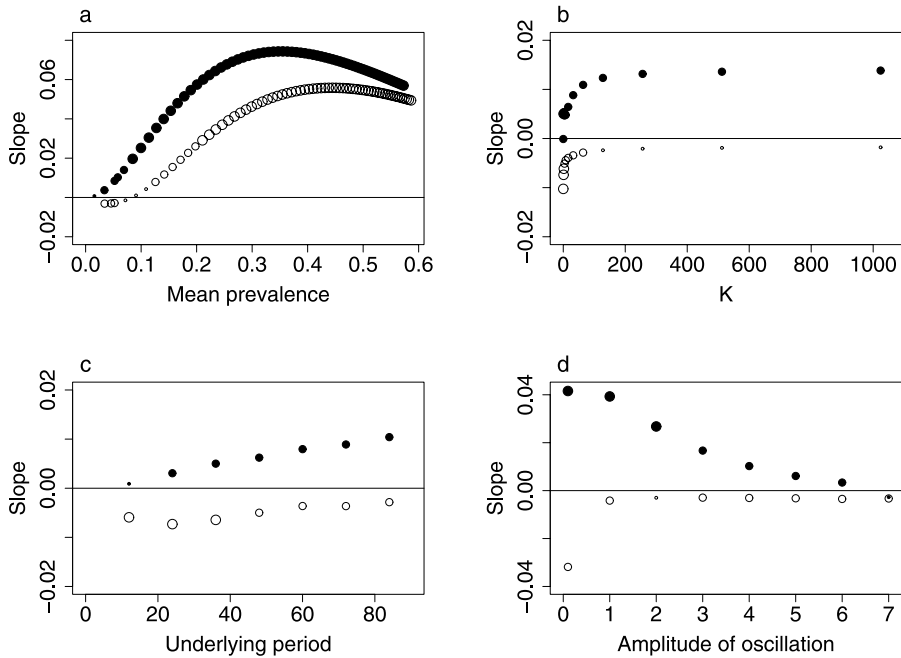 a
Slope
−0.02 0.02 0.06
0.0 0.1 0.2 0.3 0.4 0.5 0.6
Mean prevalence
b
Slope
−0.02 0.00 0.02
0 200 400 600 800 1000
K
c
Slope
−0.02 0.00 0.02
0 20 40 60 80
Underlying period
d
Slope
−0.04 0.00 0.04
0 1 2 3 4 5 6 7
Amplitude of oscillation